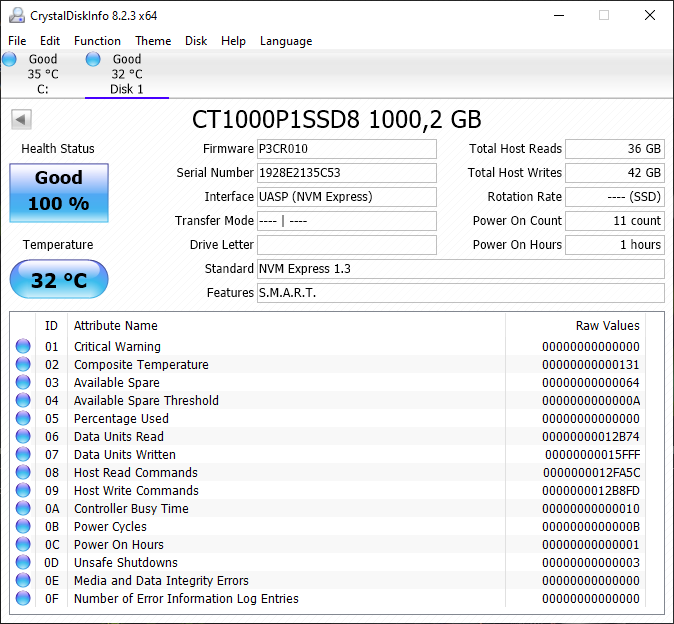 CrystalDiskInfo 8.2.3 x64
File Edit Function Theme Disk Help Language
Good Good
35 °C 32 °C
C: Disk 1
CT1000P1SSD8 1000,2 GB
Health Status
Good
100 %
Temperature
32 °C
Firmware P3CR010 Total Host Reads 36 GB
Serial Number 1928E2135C53 Total Host Writes 42 GB
Interface UASP (NVM Express) Rotation Rate ---- (SSD)
Transfer Mode ---- | ---- Power On Count 11 count
Drive Letter Power On Hours 1 hours
Standard NVM Express 1.3
Features S.M.A.R.T.
ID Attribute Name Raw Values
01 Critical Warning 00000000000000
02 Composite Temperature 00000000000131
03 Available Spare 00000000000064
04 Available Spare Threshold 0000000000000A
05 Percentage Used 00000000000000
06 Data Units Read 00000000012B74
07 Data Units Written 00000000015FFF
08 Host Read Commands 0000000012FA5C
09 Host Write Commands 0000000012B8FD
0A Controller Busy Time 00000000000010
0B Power Cycles 0000000000000B
0C Power On Hours 00000000000001
0D Unsafe Shutdowns 00000000000003
0E Media and Data Integrity Errors 00000000000000
0F Number of Error Information Log Entries 00000000000000